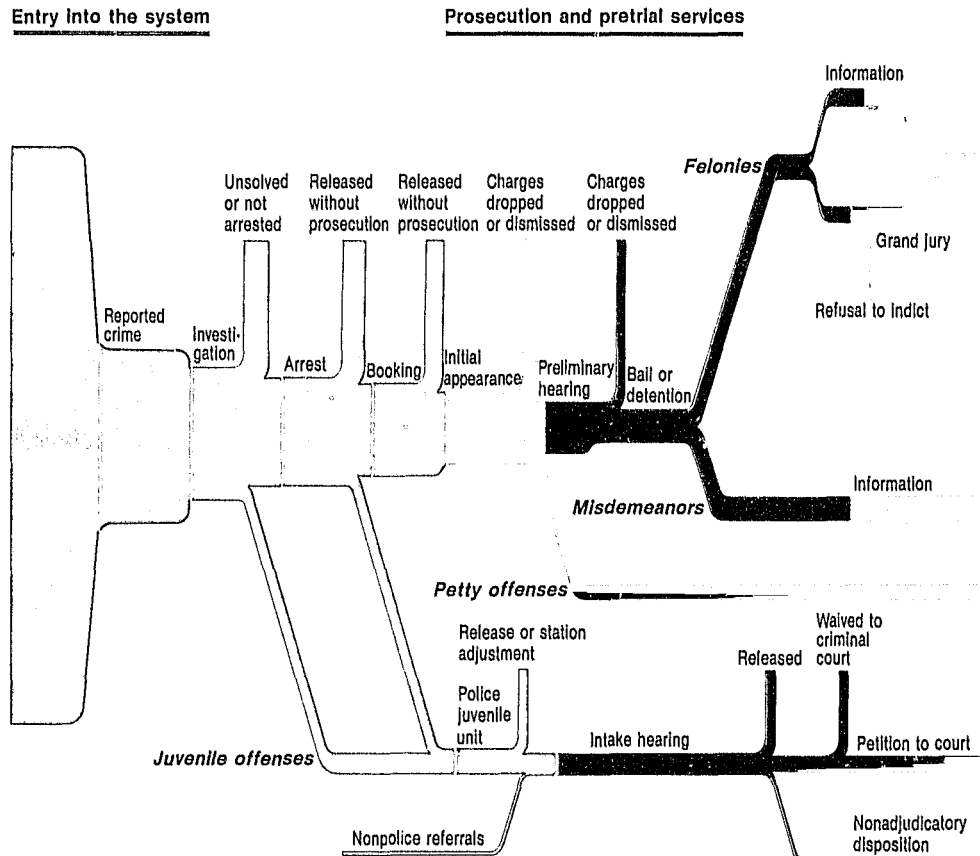 Entry into the system
Prosecution and pretrial services
Information
Felonies
Unsolved
or not
arrested
Released
without
prosecution
Released
without
prosecution
Charges
dropped
or dismissed
Charges
dropped
or dismissed
Grand jury
Refusal to indict
Reported
crime
Investi-
gation
Arrest
Booking
Initial
appearance
Preliminary
hearing
Bail or
detention
Information
Misdemeanors
Petty offenses
Release or station
adjustment
Released
Waived to
criminal
court
Police
juvenile
unit
Intake hearing
Petition to court
Juvenile offenses
Nonpolice referrals
Nonadjudicatory
disposition